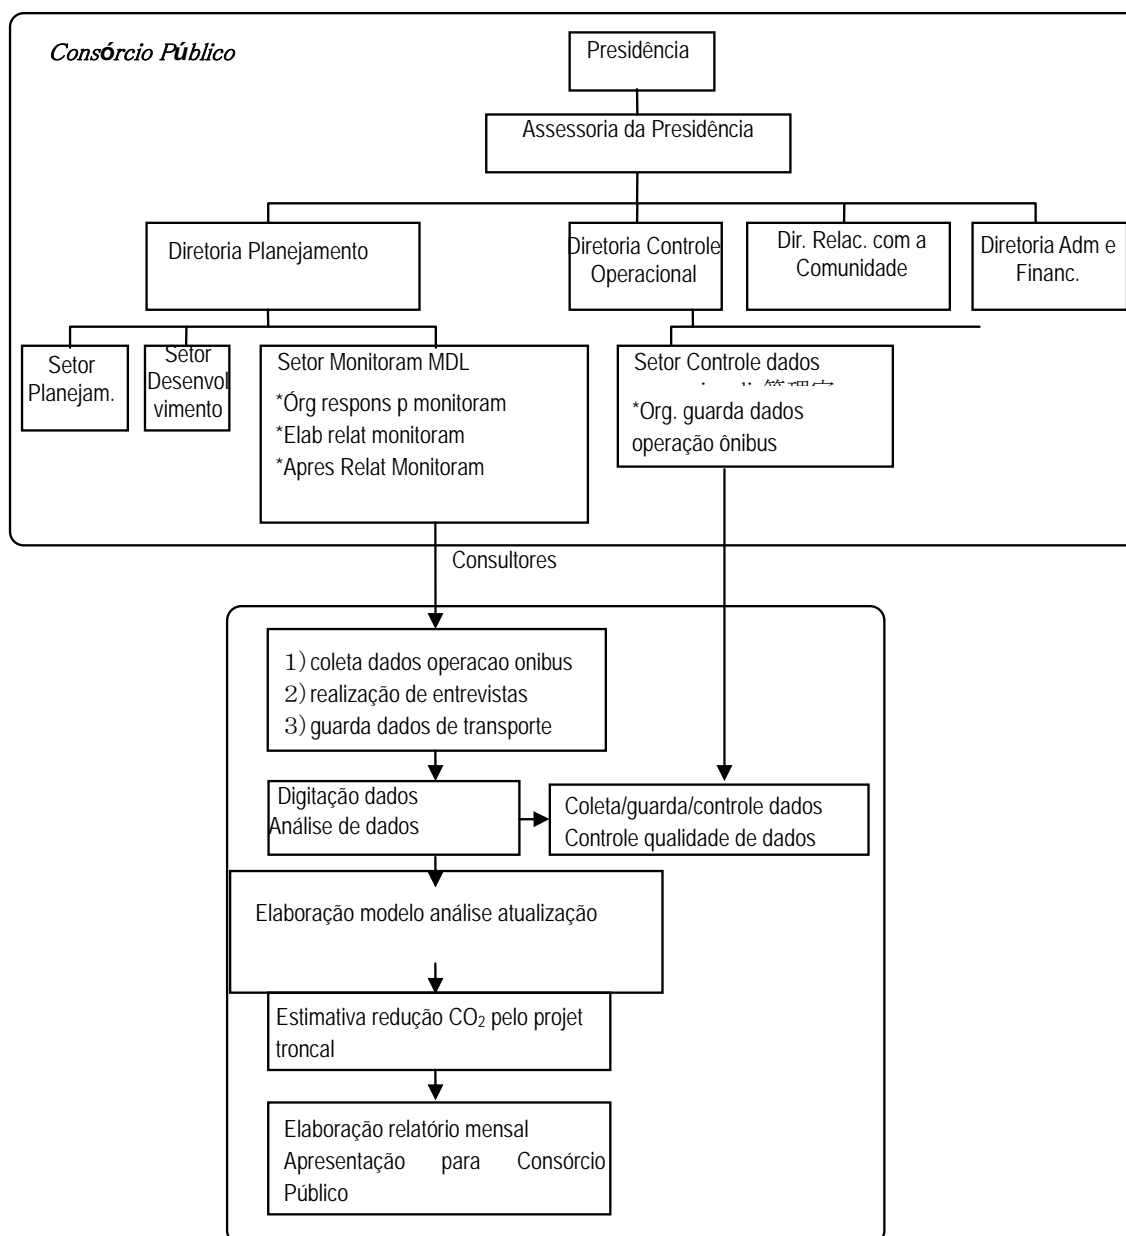 Consórcio Público
Presidência
Assessoria da Presidência
Diretoria Planejamento
Diretoria Controle
Operacional
Dir. Relac. com a
Comunidade
Diretoria Adm e
Financ.
Setor
Planejam.
Setor
Desenvol
vimento
Setor Monitoram MDL
*Órg respons p monitoram
*Elab relat monitoram
*Apres Relat Monitoram
Setor Controle dados
*Org. guarda dados
operação ônibus
Consultores
1)coleta dados operacao onibus
2)realização de entrevistas
3)guarda dados de transporte
Digitação dados
Análise de dados
Coleta/guarda/controle dados
Controle qualidade de dados
Elaboração modelo análise atualização
Estimativa redução CO₂ pelo projet
troncal
Elaboração relatório mensal
Apresentação para Consórcio
Público